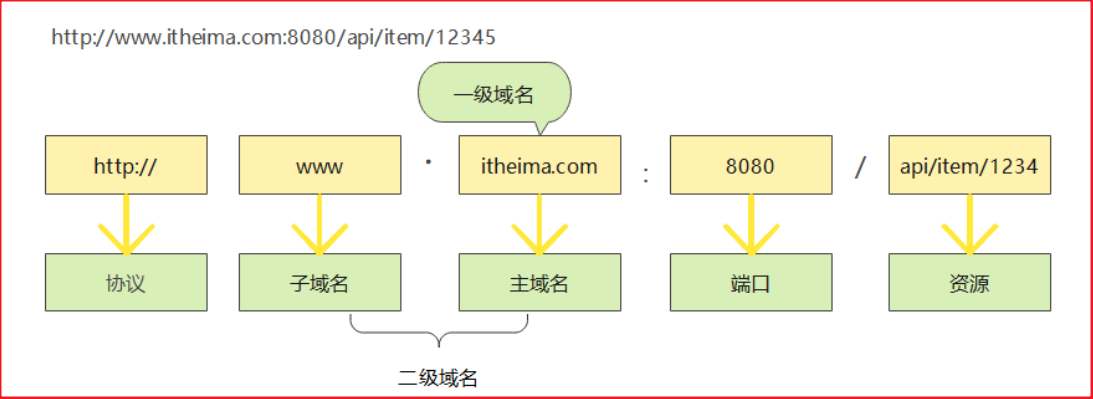 http://www.itheima.com:8080/api/item/12345
一级域名
http:// www · itheima.com : 8080 / api/item/1234
协议 子域名 主域名 端口 资源
二级域名